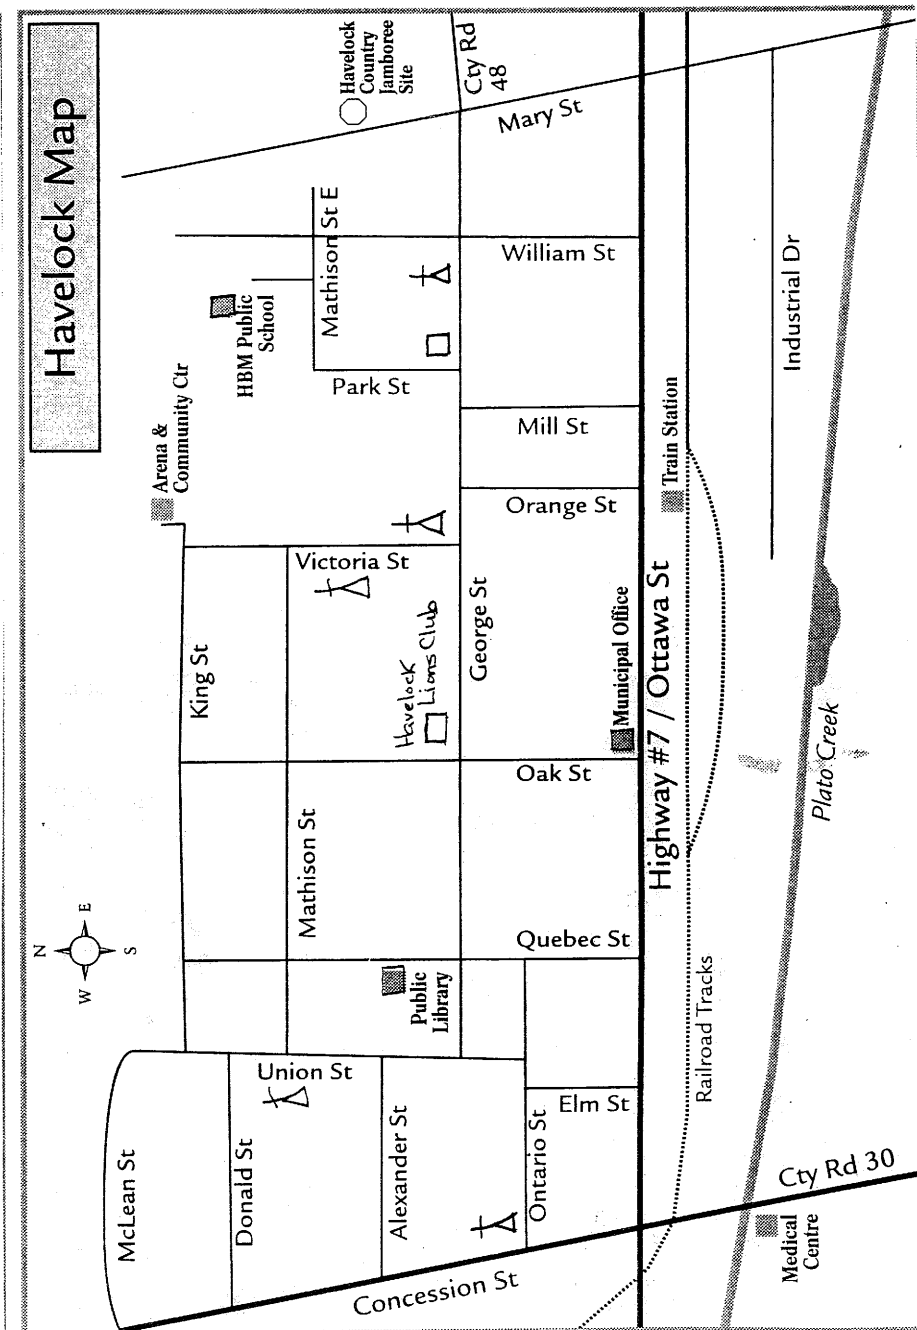 Havelock Map
N
W
E
S
Havelock
Country
Jamboree
Site
Cty Rd
48
Mary St
Mathison St E
William St
HBM Public
School
Park St
Arena &
Community Ctr
Mill St
Orange St
Train Station
Industrial Dr
Victoria St
King St
George St
Havelock
Lions Club
Municipal Office
Highway #7 / Ottawa St
Oak St
Mathison St
Plato Creek
Quebec St
Public
Library
Railroad Tracks
Union St
Elm St
McLean St
Donald St
Alexander St
Ontario St
Concession St
Cty Rd 30
Medical
Centre